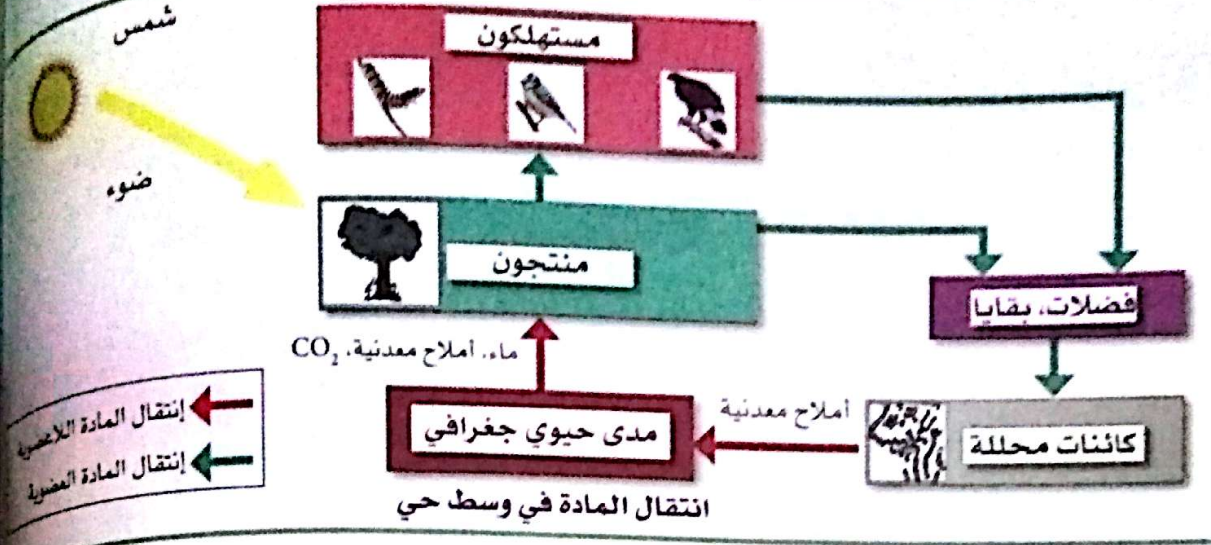 شمس
ضوء
مستهلكون
منتجون
فضلات، بقايا
ماء، أملاح معدنية، CO₂
كائنات محللة
أملاح معدنية
مدى حيوي جغرافي
إنتقال المادة اللاعضوية
إنتقال المادة العضوية
انتقال المادة في وسط حي